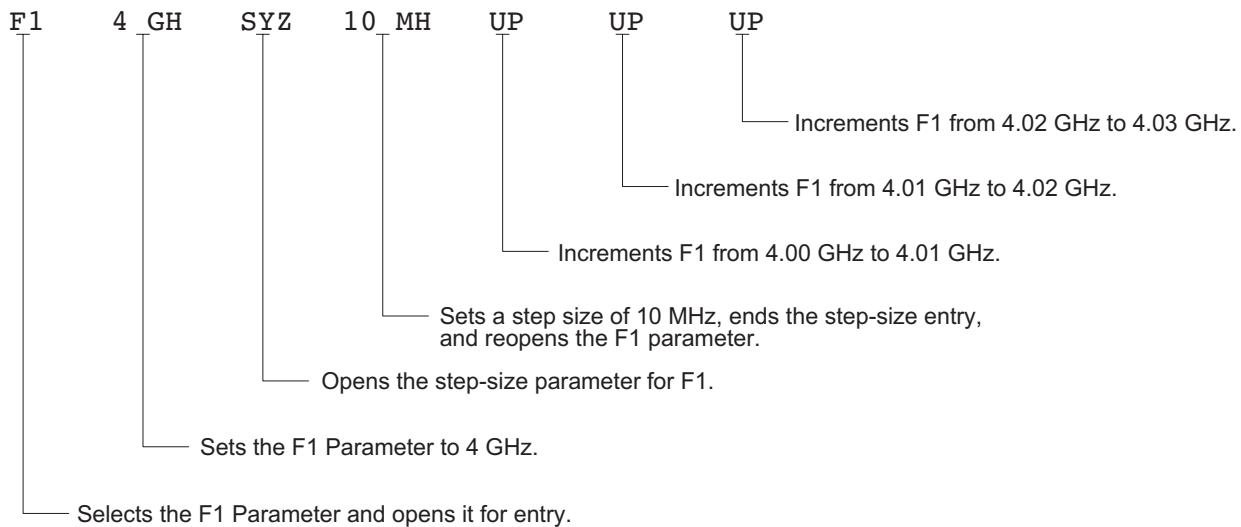 F1 4 GH SYZ 10 MH UP UP UP
Increments F1 from 4.02 GHz to 4.03 GHz.
Increments F1 from 4.01 GHz to 4.02 GHz.
Increments F1 from 4.00 GHz to 4.01 GHz.
Sets a step size of 10 MHz, ends the step-size entry,
and reopens the F1 parameter.
Opens the step-size parameter for F1.
Sets the F1 Parameter to 4 GHz.
Selects the F1 Parameter and opens it for entry.